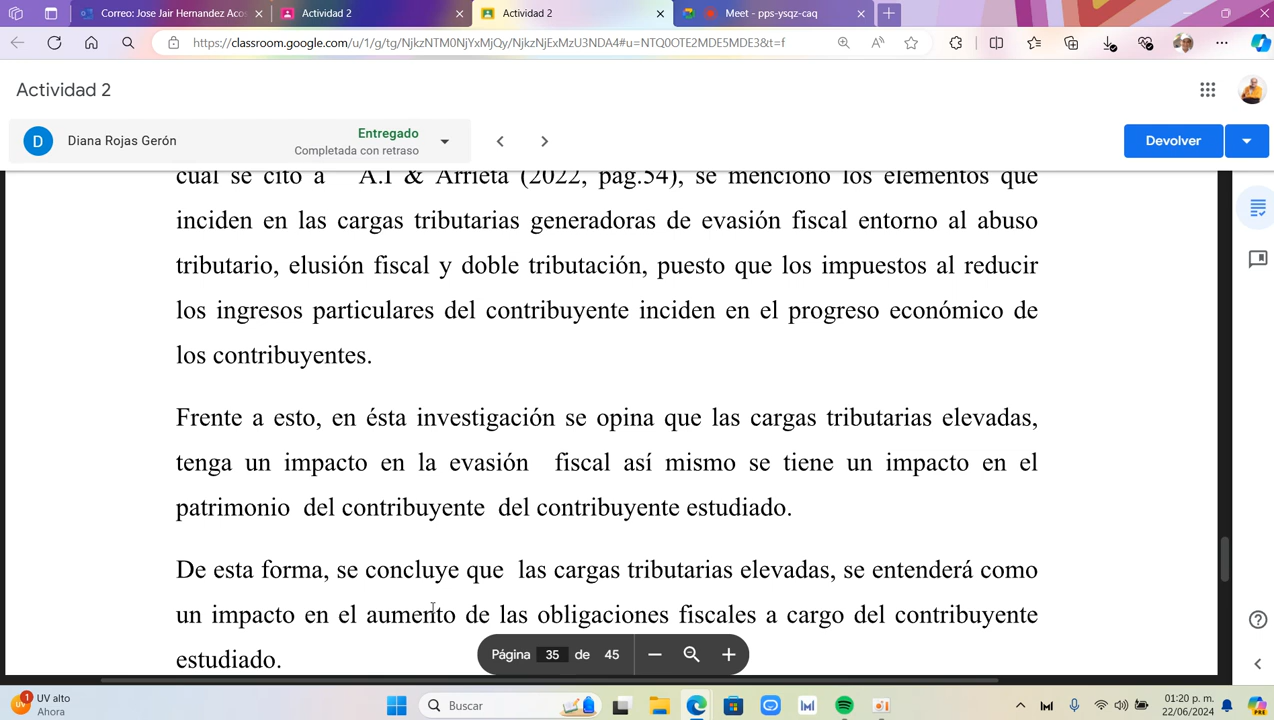 Correo: Jose Jair Hernandez Acos
Actividad 2
Actividad 2
Meet - pps-ysqz-caq
https://classroom.google.com/u/1/g/tg/NjkzNTM0NjYxMjQy/NjkzNjExMzU3NDA4#u=NTQ0OTE2MDE5MDE3&t=f
Actividad 2
D
Diana Rojas Gerón
Entregado
Completada con retraso
Devolver
cual se citó a A.I & Arrieta (2022, pag.54), se mencionó los elementos que
inciden en las cargas tributarias generadoras de evasión fiscal entorno al abuso
tributario, elusión fiscal y doble tributación, puesto que los impuestos al reducir
los ingresos particulares del contribuyente inciden en el progreso económico de
los contribuyentes.
Frente a esto, en ésta investigación se opina que las cargas tributarias elevadas,
tenga un impacto en la evasión fiscal así mismo se tiene un impacto en el
patrimonio del contribuyente del contribuyente estudiado.
De esta forma, se concluye que las cargas tributarias elevadas, se entenderá como
un impacto en el aumento de las obligaciones fiscales a cargo del contribuyente
estudiado.
Página 35 de 45
1
UV alto
Ahora
Buscar
PRE
01:20 p. m.
22/06/2024